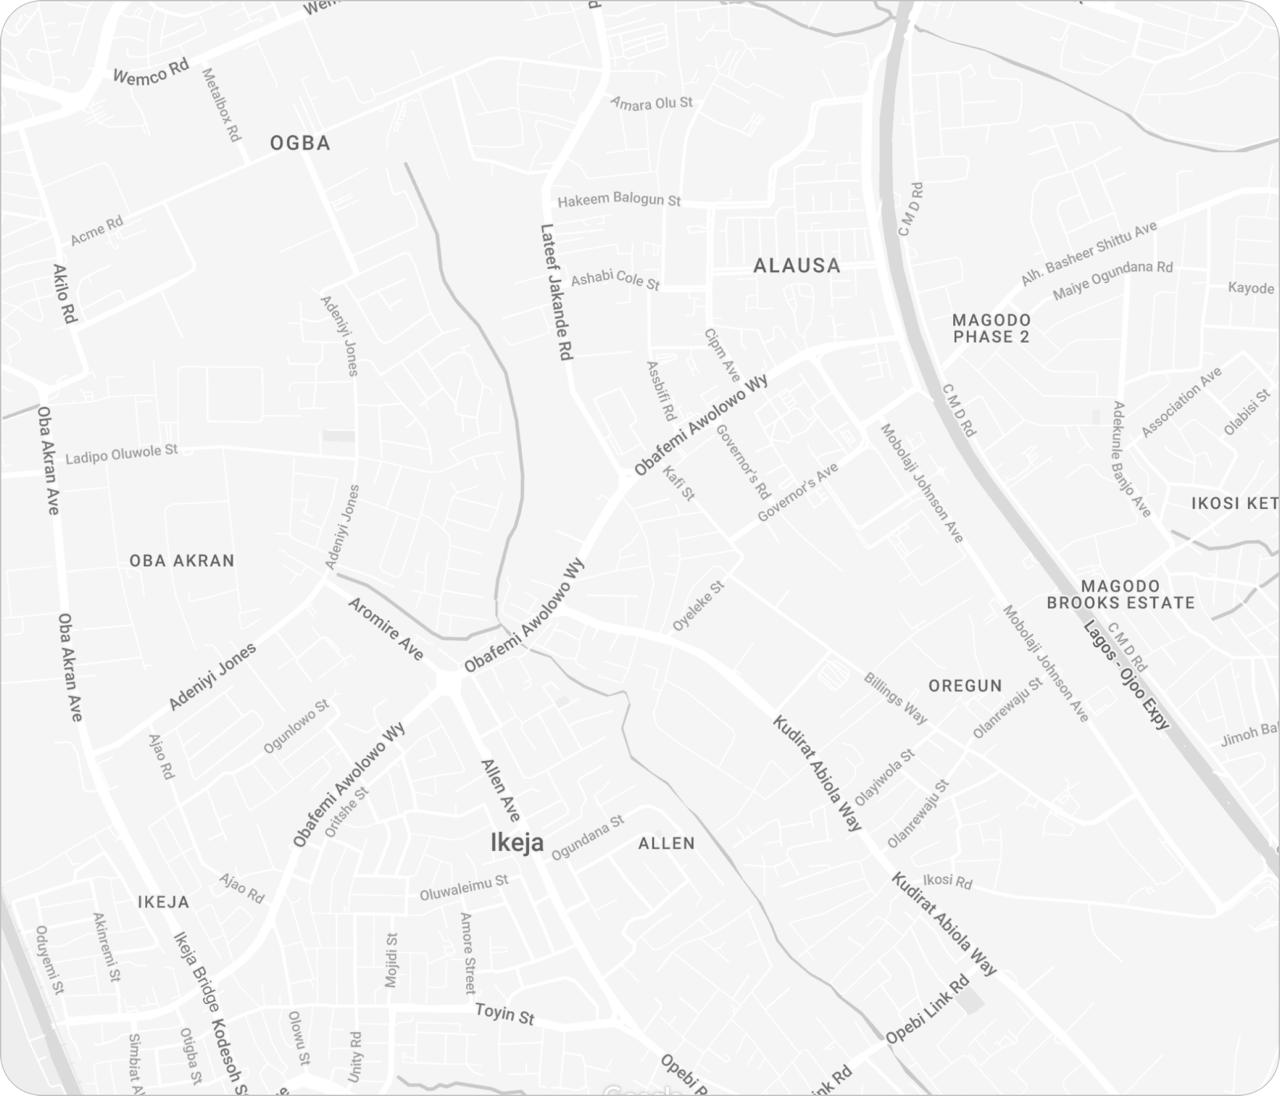 Wemco Rd
Metalbox Rd
OGBA
Amara Olu St
Hakeem Balogun St
C M D Rd
Acme Rd
Akilo Rd
Lateef Jakande Rd
Ashabi Cole St
ALAUSA
Alh. Basheer Shittu Ave
Maiye Ogundana Rd
Kayode
Adeniyi Jones
MAGODO
PHASE 2
Cipm Ave
Assbifi Rd
Obafemi Awolowo Wy
C M D Rd
Association Ave
Olabisi St
Oba Akran Ave
Ladipo Oluwole St
Governor's Rd
Kafi St
Governor's Ave
Mobolaji Johnson Ave
Adekunle Banjo Ave
IKOSI KET
Adeniyi Jones
OBA AKRAN
Aromire Ave
Obafemi Awolowo Wy
Oyeleke St
MAGODO
BROOKS ESTATE
C M D Rd
Lagos - Ojoo Expy
Oba Akran Ave
Adeniyi Jones
Mobolaji Johnson Ave
OREGUN
Billings Way
Olanrewaju St
Ogunlowo St
Ajao Rd
Obafemi Awolowo Wy
Oritshe St
Allen Ave
Kudirat Abiola Way
Olayiwola St
Olanrewaju St
Jimoh Ba
Ikeja
Ogundana St
ALLEN
Ajao Rd
Oluwaleimu St
Ikosi Rd
Kudirat Abiola Way
IKEJA
Oduyemi St
Akinremi St
Ikeja Bridge
Mojidi St
Amore Street
Toyin St
Opebi Link Rd
Kodesoh S
Simbiat A
Otigba St
Olowu St
Unity Rd
Opebi R
ink Rd
Google